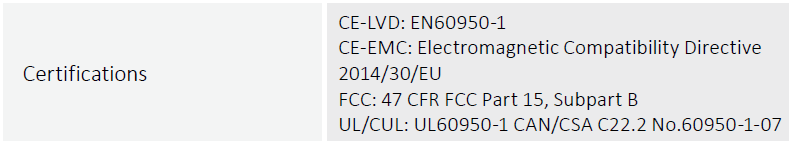 Certifications
CE-LVD: EN60950-1
CE-EMC: Electromagnetic Compatibility Directive
2014/30/EU
FCC: 47 CFR FCC Part 15, Subpart B
UL/CUL: UL60950-1 CAN/CSA C22.2 No.60950-1-07